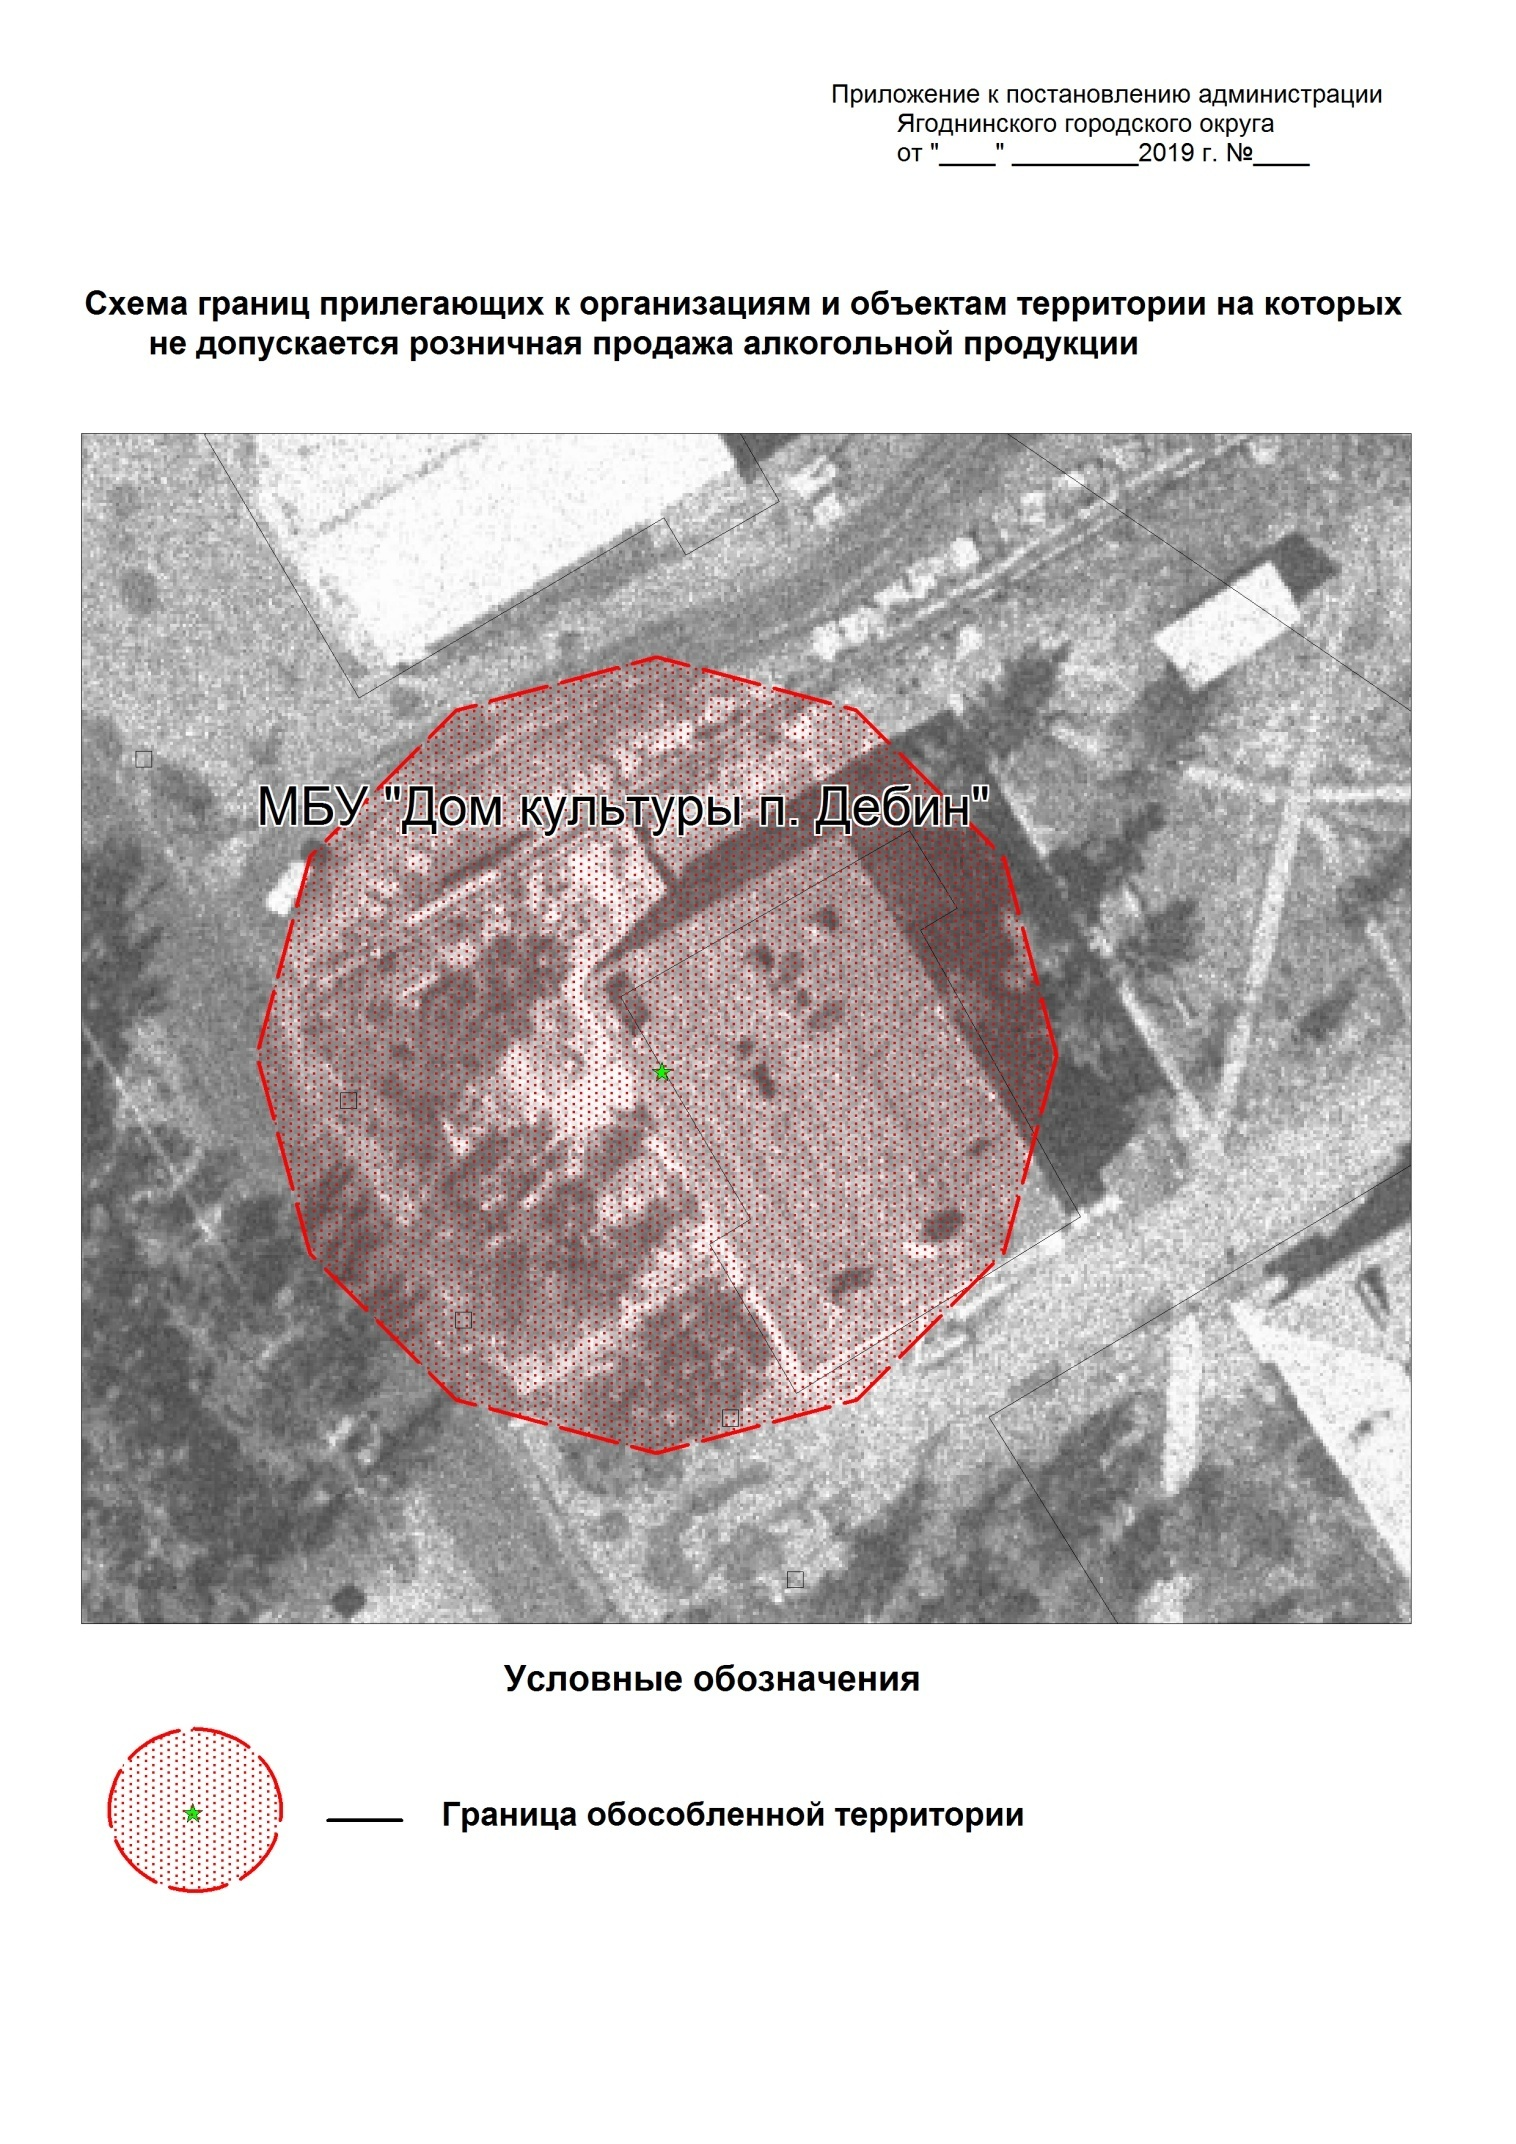 Приложение к постановлению администрации
Ягоднинского городского округа
от "____" _________2019 г. №____
Схема границ прилегающих к организациям и объектам территории на которых
не допускается розничная продажа алкогольной продукции
МБУ "Дом культуры п. Дебин"
Условные обозначения
Граница обособленной территории